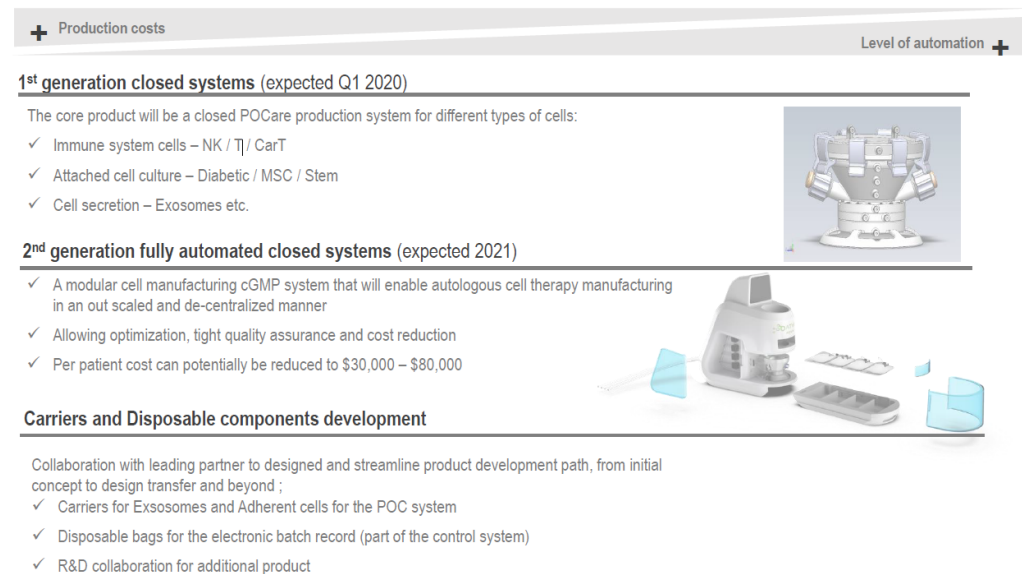 Production costs
Level of automation
1st generation closed systems (expected Q1 2020)
The core product will be a closed POCare production system for different types of cells:
✓ Immune system cells – NK / T / CarT
✓ Attached cell culture – Diabetic / MSC / Stem
✓ Cell secretion – Exosomes etc.
2nd generation fully automated closed systems (expected 2021)
✓ A modular cell manufacturing cGMP system that will enable autologous cell therapy manufacturing
in an out scaled and de-centralized manner
✓ Allowing optimization, tight quality assurance and cost reduction
✓ Per patient cost can potentially be reduced to $30,000 – $80,000
Carriers and Disposable components development
Collaboration with leading partner to designed and streamline product development path, from initial
concept to design transfer and beyond ;
✓ Carriers for Exsosomes and Adherent cells for the POC system
✓ Disposable bags for the electronic batch record (part of the control system)
✓ R&D collaboration for additional product